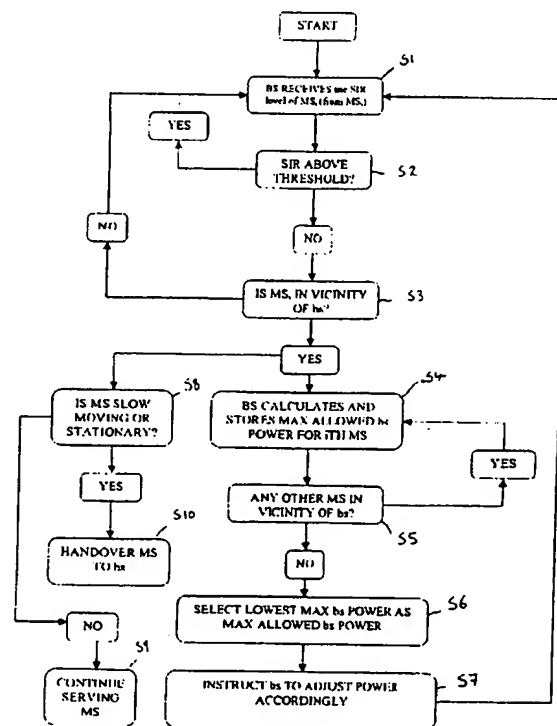 START
S1
BS RECEIVES the SIR
level of MS, (from MS,)
YES
SIR ABOVE
THRESHOLD?
S2
NO
NO
IS MS, IN VICINITY
OF bs?
S3
YES
S8
IS MS SLOW
MOVING OR
STATIONARY?
S4
BS CALCULATES AND
STORES MAX ALLOWED bs
POWER FOR iTH MS
YES
YES
ANY OTHER MS IN
VICINITY OF bs?
S5
S10
HANDOVER MS
TO bs
NO
SELECT LOWEST MAX bs POWER AS
MAX ALLOWED bs POWER
S6
NO
S9
CONTINUE
SERVING
MS
INSTRUCT bs TO ADJUST POWER
ACCORDINGLY
S7